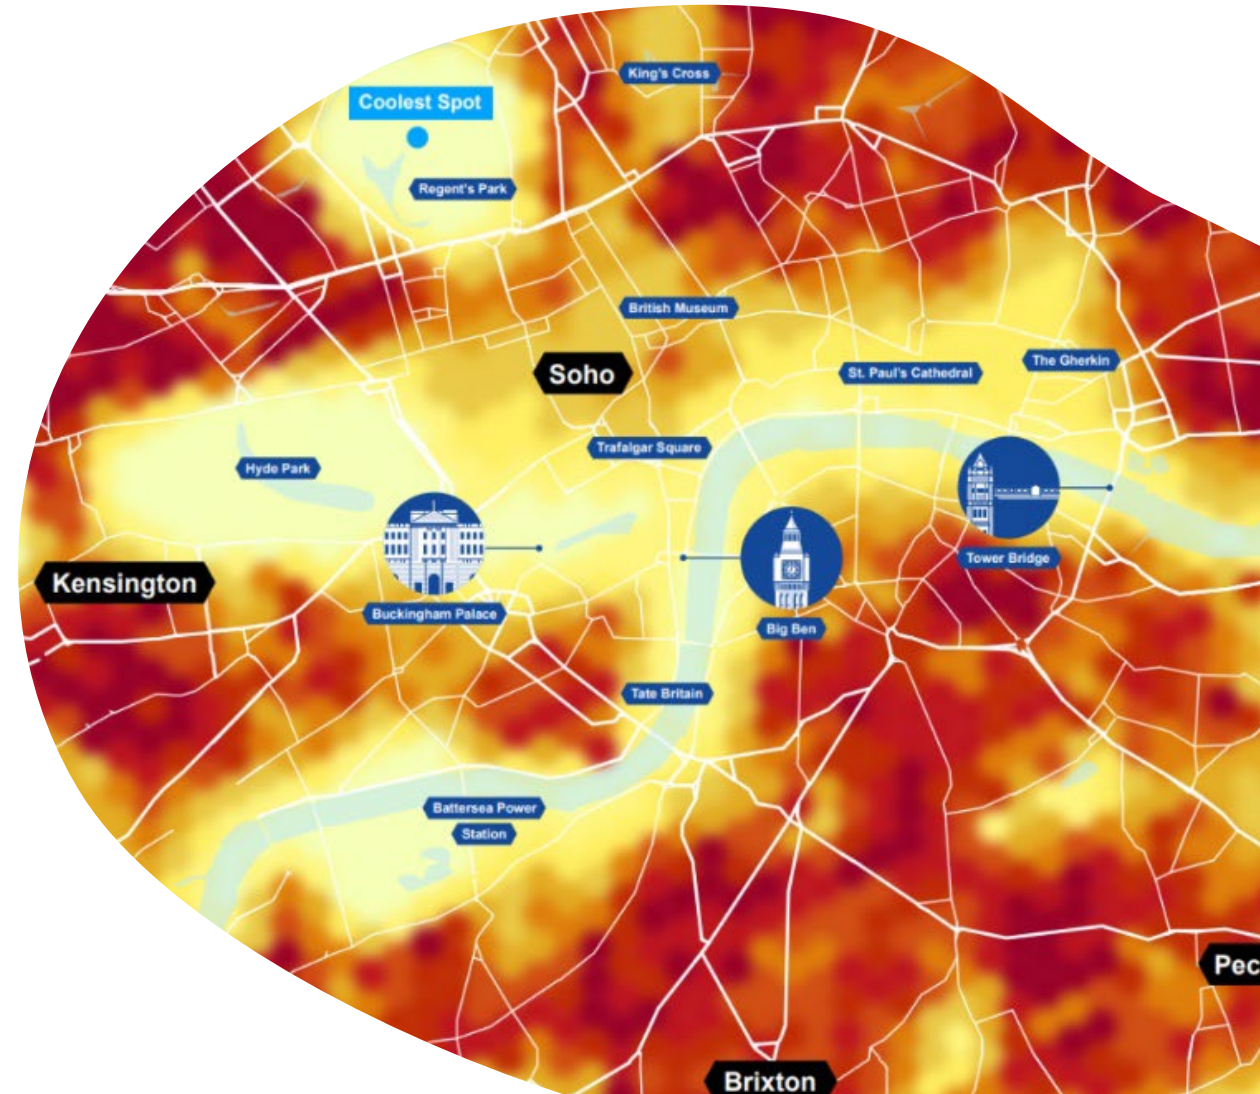 King's Cross
Coolest Spot
Regent's Park
British Museum
Soho
The Gherkin
St. Paul's Cathedral
Trafalgar Square
Hyde Park
Kensington
Tower Bridge
Buckingham Palace
Big Ben
Tate Britain
Battersea Power
Station
Pec
Brixton